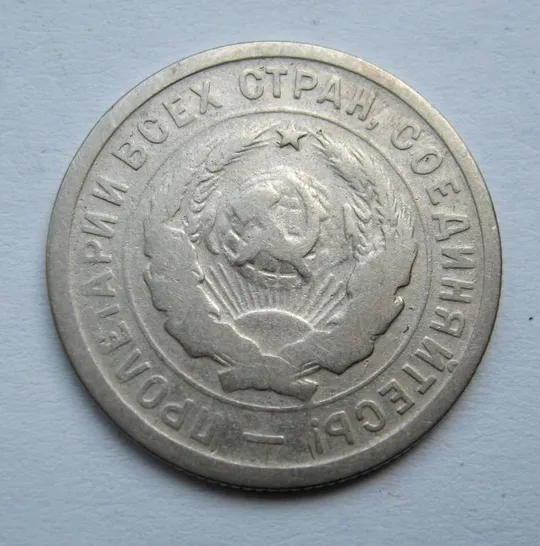 ПРОЛЕТАРИИ ВСЕХ СТРАН, СОЕДИНЯЙТЕСЬ! —